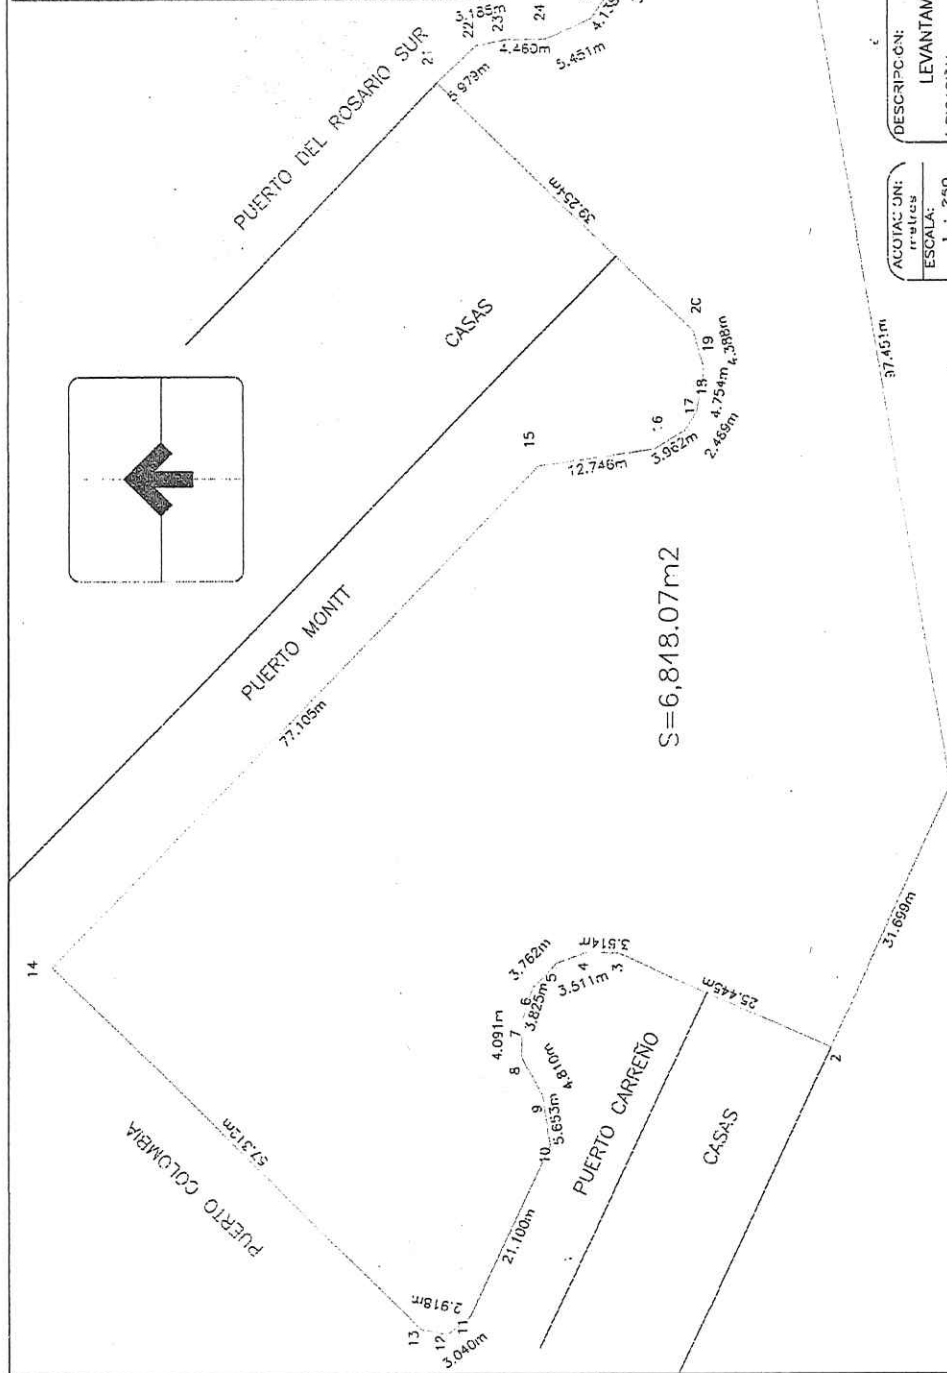 14
PUERTO COLOMBIA
57.312m
13
12
11
2.918m
3.040m
21.100m
10
9
8
7
6
5
4
3
5.653m
4.810m
4.091m
3.825m
3.762m
3.511m
3.514m
PUERTO CARREÑO
25.445m
CASAS
2
31.699m
97.451m
S=6,848.07m2
77.105m
PUERTO MONTT
15
12.746m
16
3.962m
17
2.469m
18
4.754m
19
4.388m
20
CASAS
39.254m
PUERTO DEL ROSARIO SUR
21
5.979m
22
3.185m
23
4.460m
24
5.451m
ACOTACION:
metros
ESCALA:
DESCRIPCION: